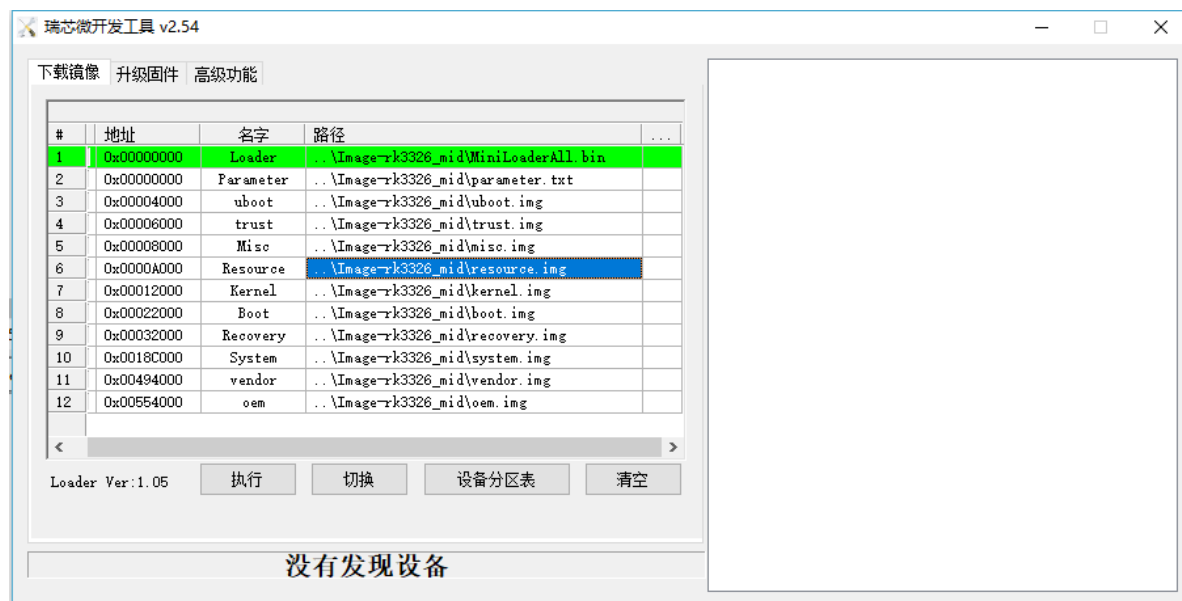 瑞芯微开发工具 v2.54
下载镜像 升级固件 高级功能
# 地址 名字 路径 ...
1 0x00000000 Loader ..\Image-rk3326_mid\MiniLoaderAll.bin
2 0x00000000 Parameter ..\Image-rk3326_mid\parameter.txt
3 0x00004000 uboot ..\Image-rk3326_mid\uboot.img
4 0x00006000 trust ..\Image-rk3326_mid\trust.img
5 0x00008000 Misc ..\Image-rk3326_mid\misc.img
6 0x0000A000 Resource ..\Image-rk3326_mid\resource.img
7 0x00012000 Kernel ..\Image-rk3326_mid\kernel.img
8 0x00022000 Boot ..\Image-rk3326_mid\boot.img
9 0x00032000 Recovery ..\Image-rk3326_mid\recovery.img
10 0x0018C000 System ..\Image-rk3326_mid\system.img
11 0x00494000 vendor ..\Image-rk3326_mid\vendor.img
12 0x00554000 oem ..\Image-rk3326_mid\oem.img
Loader Ver:1.05 执行 切换 设备分区表 清空
没有发现设备